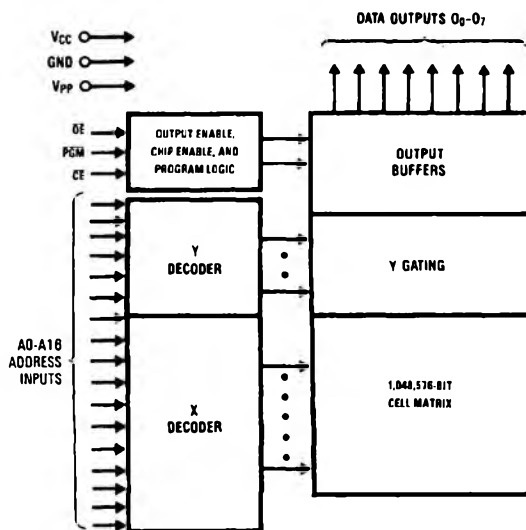 DATA OUTPUTS O0-O7
VCC
GND
VPP
OE
PGM
CE
OUTPUT ENABLE,
CHIP ENABLE, AND
PROGRAM LOGIC
OUTPUT
BUFFERS
Y
DECODER
Y GATING
A0-A16
ADDRESS
INPUTS
X
DECODER
1,048,576-BIT
CELL MATRIX